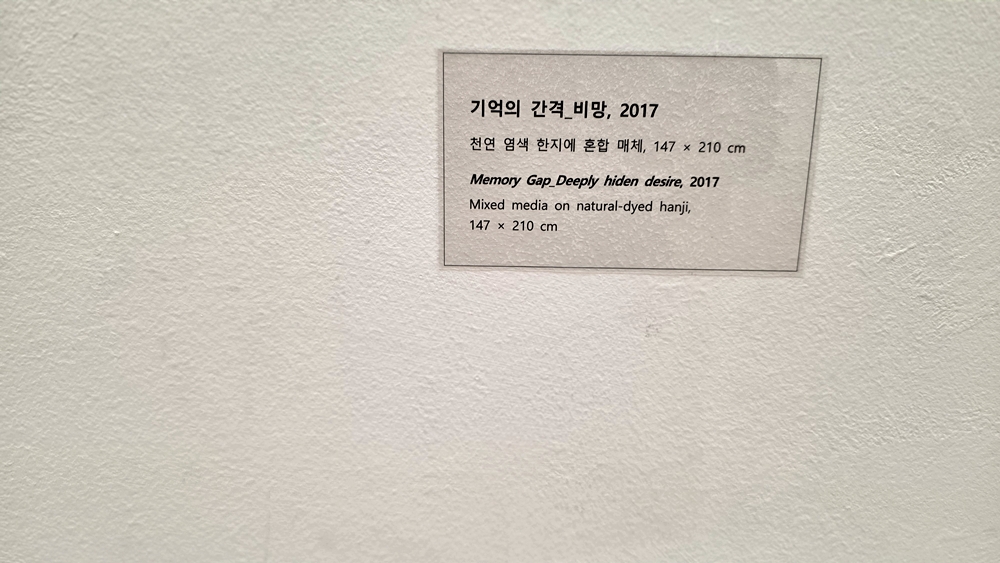 기억의 간격_비망, 2017
천연 염색 한지에 혼합 매체, 147 × 210 cm
Memory Gap_Deeply hiden desire, 2017
Mixed media on natural-dyed hanji,
147 × 210 cm